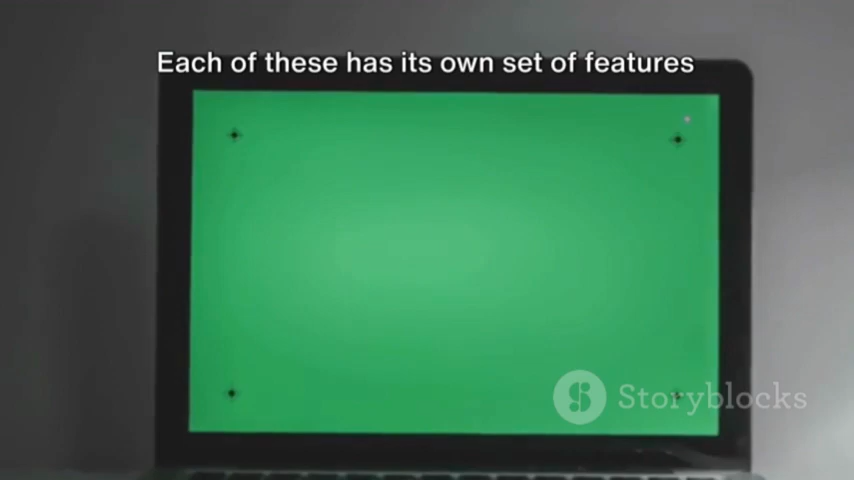 Each of these has its own set of features
Storyblocks